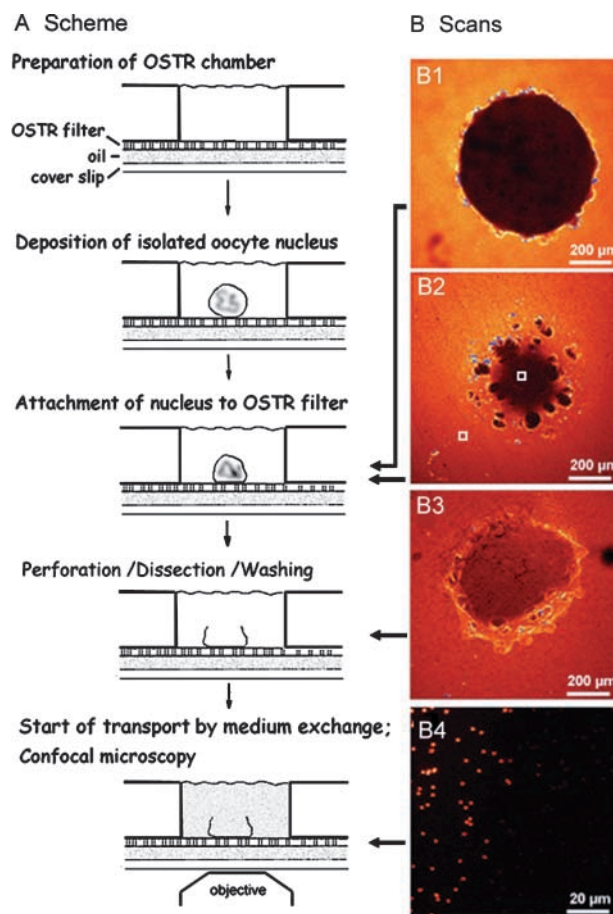 A Scheme
Preparation of OSTR chamber
OSTR filter
oil
cover slip
Deposition of isolated oocyte nucleus
Attachment of nucleus to OSTR filter
Perforation /Dissection /Washing
Start of transport by medium exchange;
Confocal microscopy
objective
B Scans
B1
200 µm
B2
200 µm
B3
200 µm
B4
20 µm